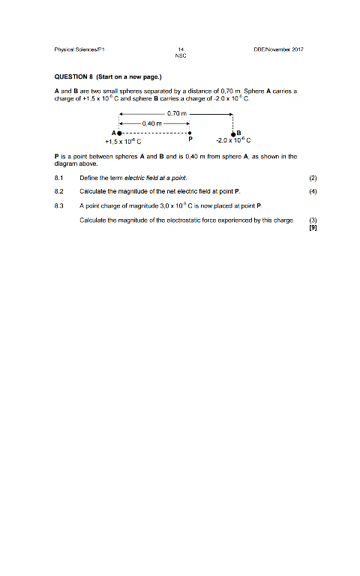 Physical Sciences/P1 14 DBE/November 2017
NSC
QUESTION 8 (Start on a new page.)
A and B are two small spheres separated by a distance of 0,70 m. Sphere A carries a
charge of +1,5 x 10⁻⁶ C and sphere B carries a charge of -2,0 x 10⁻⁶ C.
0,70 m
0,40 m
A P B
+1,5 x 10⁻⁶ C -2,0 x 10⁻⁶ C
P is a point between spheres A and B and is 0,40 m from sphere A, as shown in the
diagram above.
8.1 Define the term electric field at a point. (2)
8.2 Calculate the magnitude of the net electric field at point P. (4)
8.3 A point charge of magnitude 3,0 x 10⁻⁹ C is now placed at point P.
Calculate the magnitude of the electrostatic force experienced by this charge. (3)
[9]